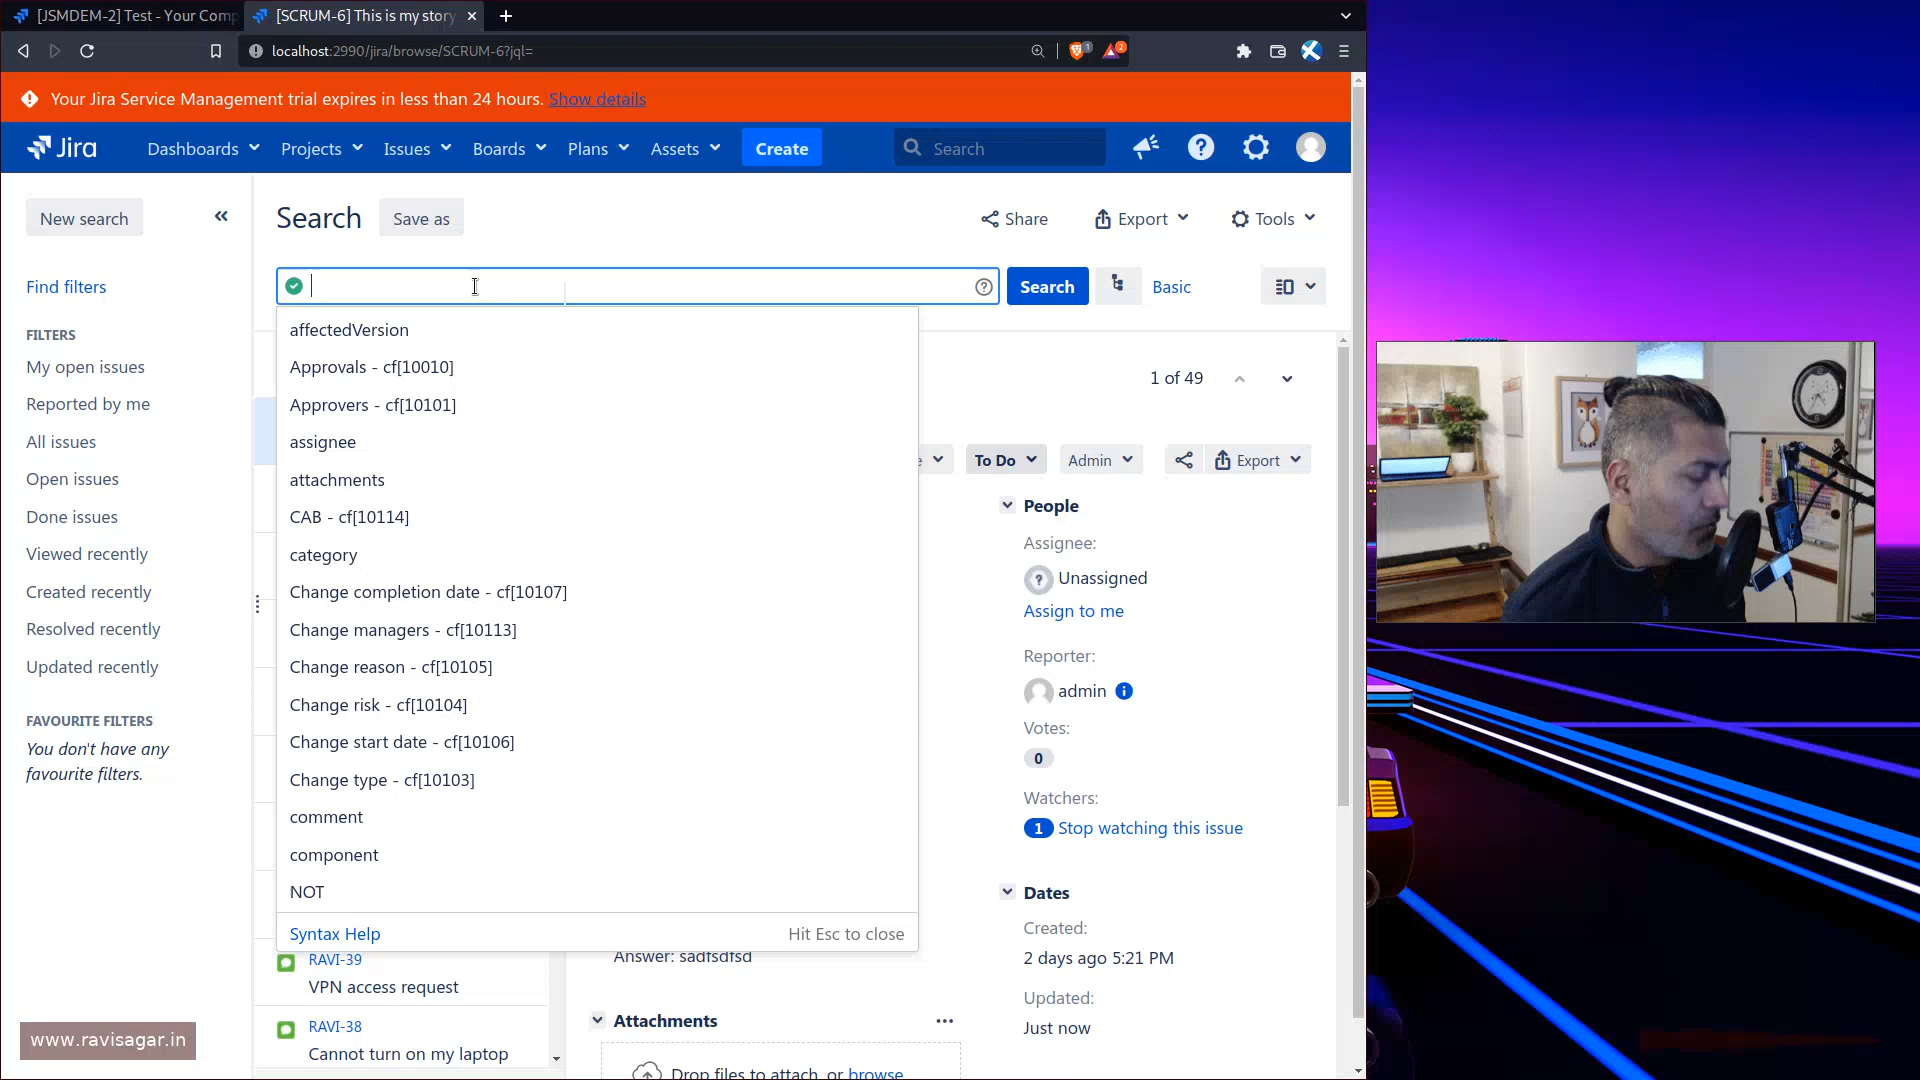 [JSMDEM-2] Test - Your Comp
[SCRUM-6] This is my story
localhost:2990/jira/browse/SCRUM-6?jql=
1
2
Your Jira Service Management trial expires in less than 24 hours. Show details
Jira
Dashboards
Projects
Issues
Boards
Plans
Assets
Create
Search
New search
Search
Save as
Share
Export
Tools
Find filters
Search
Basic
FILTERS
My open issues
Reported by me
All issues
Open issues
Done issues
Viewed recently
Created recently
Resolved recently
Updated recently
FAVOURITE FILTERS
You don't have any
favourite filters.
affectedVersion
Approvals - cf[10010]
Approvers - cf[10101]
assignee
attachments
CAB - cf[10114]
category
Change completion date - cf[10107]
Change managers - cf[10113]
Change reason - cf[10105]
Change risk - cf[10104]
Change start date - cf[10106]
Change type - cf[10103]
comment
component
NOT
Syntax Help
Hit Esc to close
RAVI-39
VPN access request
RAVI-38
Cannot turn on my laptop
1 of 49
To Do
Admin
Export
People
Assignee:
Unassigned
Assign to me
Reporter:
admin
Votes:
0
Watchers:
1 Stop watching this issue
Dates
Created:
2 days ago 5:21 PM
Updated:
Just now
Answer: sadfsdfsd
Attachments
Drop files to attach, or browse
www.ravisagar.in